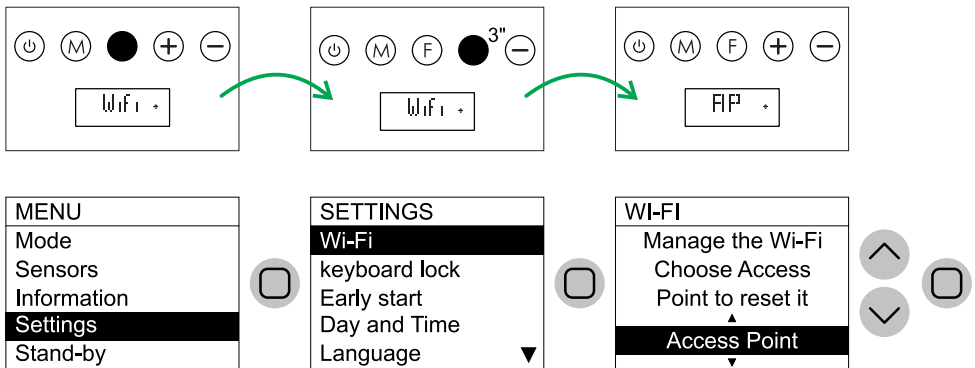 M + −
WiFi
M F 3" −
WiFi
M F + −
AP
MENU
Mode
Sensors
Information
Settings
Stand-by
SETTINGS
Wi-Fi
keyboard lock
Early start
Day and Time
Language
WI-FI
Manage the Wi-Fi
Choose Access
Point to reset it
Access Point